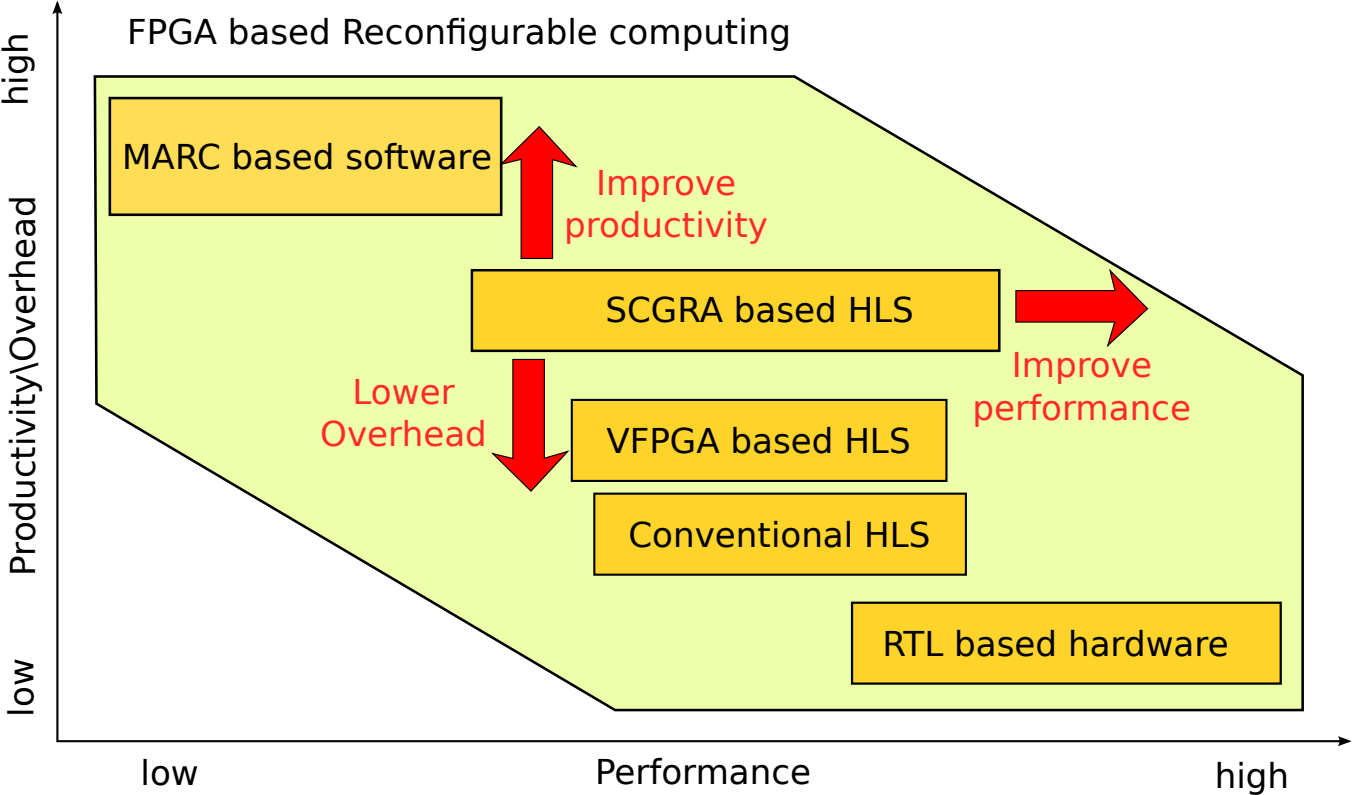 FPGA based Reconfigurable computing
high
MARC based software
Improve
productivity
Productivity\Overhead
SCGRA based HLS
Improve
performance
Lower
Overhead
VFPGA based HLS
Conventional HLS
RTL based hardware
low
low
Performance
high